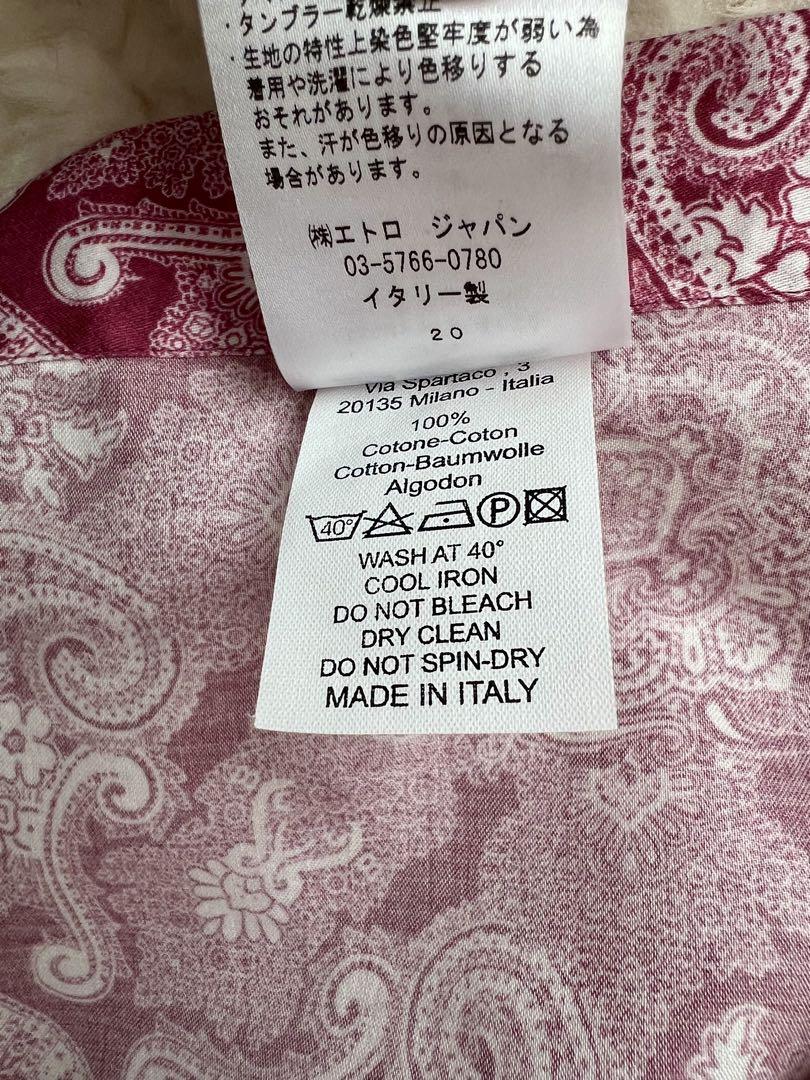 ・タンブラー乾燥禁止
・生地の特性上染色堅牢度が弱い為
着用や洗濯により色移りする
おそれがあります。
また、汗が色移りの原因となる
場合があります。
㈱エトロ ジャパン
03-5766-0780
イタリー製
20
Via Spartaco , 3
20135 Milano - Italia
100%
Cotone-Coton
Cotton-Baumwolle
Algodon
40° P
WASH AT 40°
COOL IRON
DO NOT BLEACH
DRY CLEAN
DO NOT SPIN-DRY
MADE IN ITALY